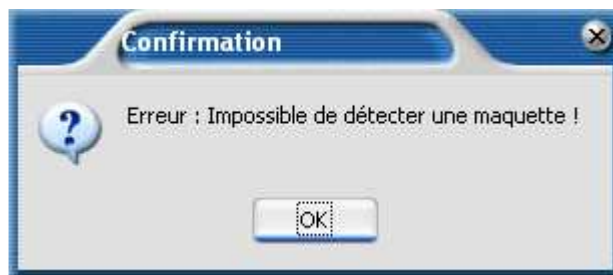 Confirmation
Erreur : Impossible de détecter une maquette !
OK